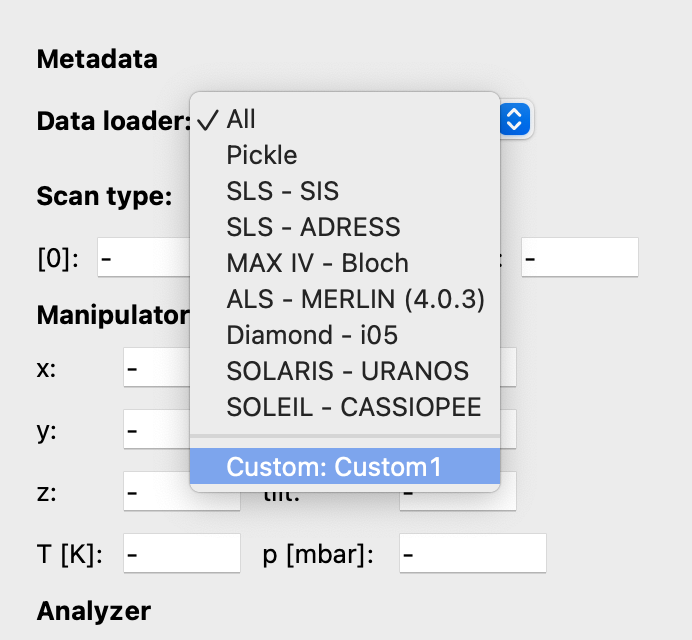 Metadata
Data loader:
✓ All
Pickle
SLS - SIS
Scan type:
SLS - ADRESS
[0]: -
MAX IV - Bloch
: -
ALS - MERLIN (4.0.3)
Manipulator
Diamond - i05
x: -
SOLARIS - URANOS
SOLEIL - CASSIOPEE
y: -
Custom: Custom1
z: -
tilt: -
T [K]: - p [mbar]: -
Analyzer